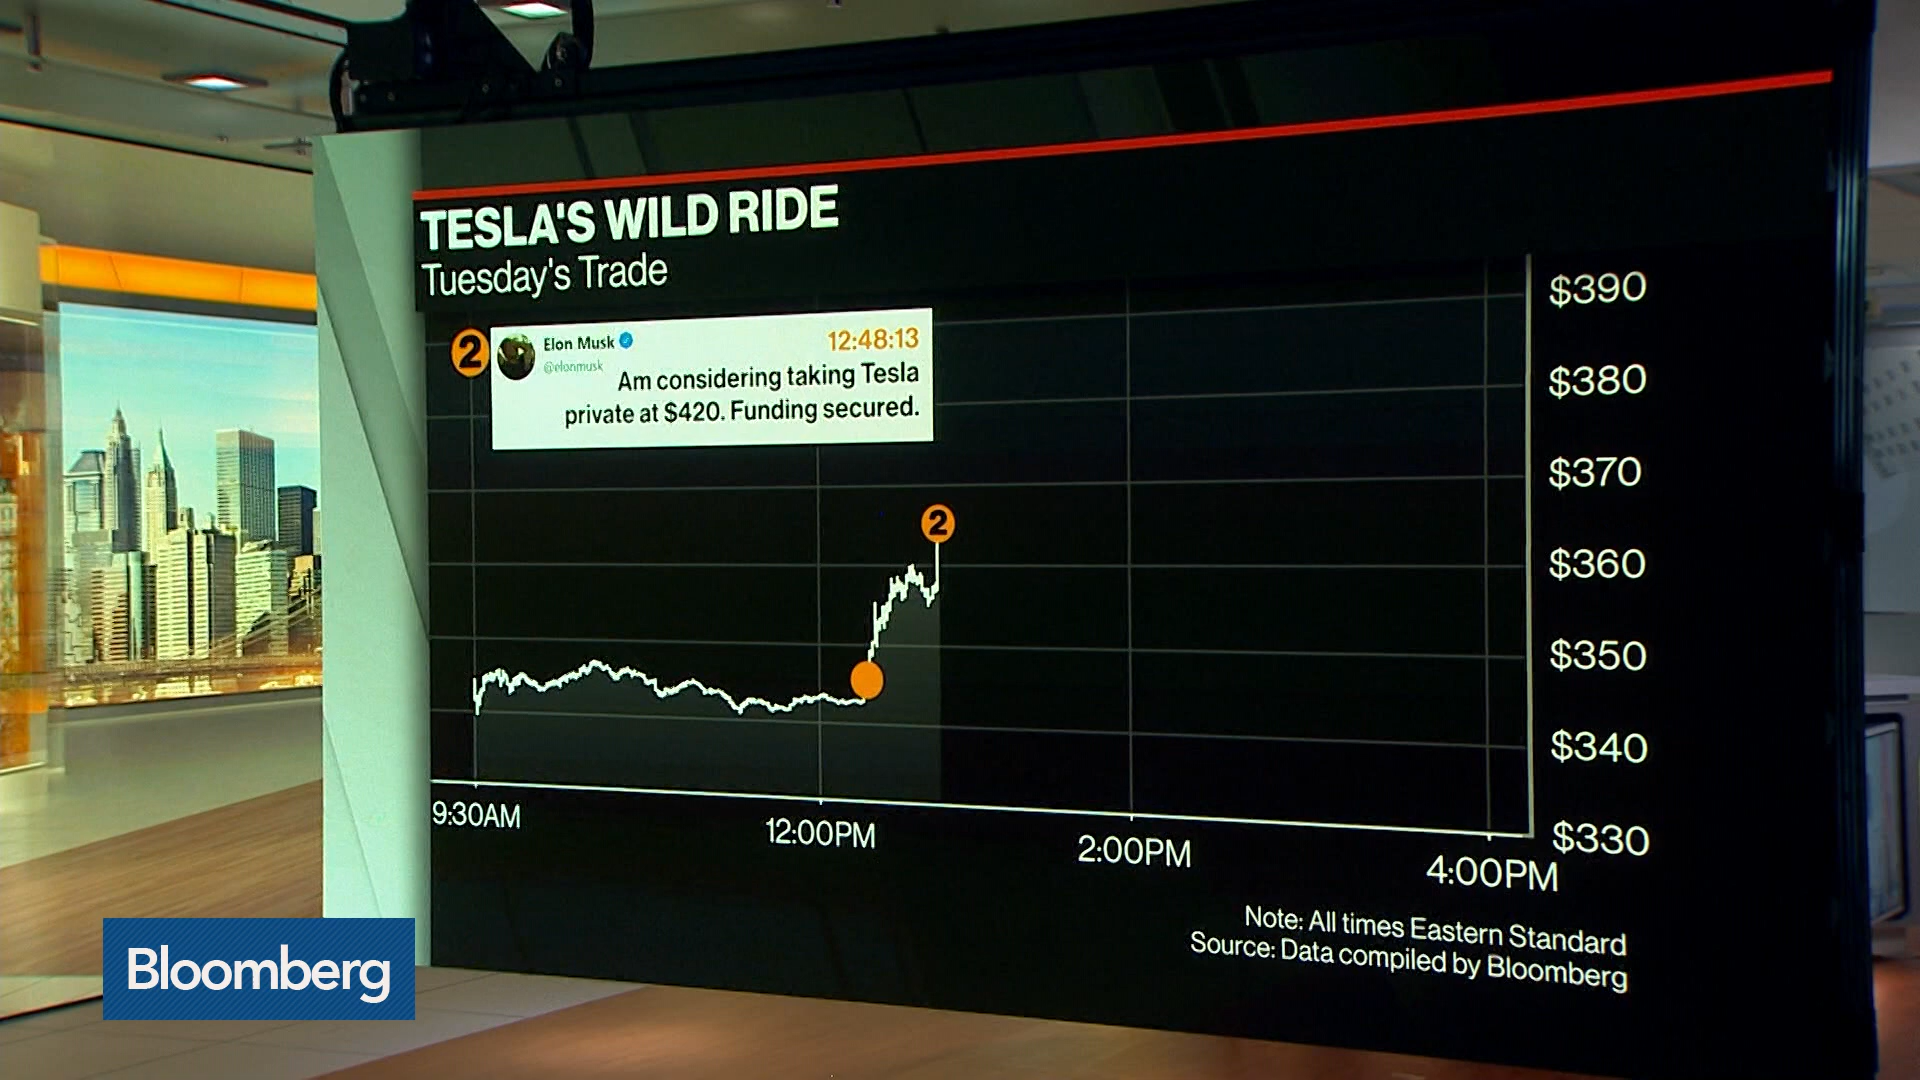 TESLA'S WILD RIDE
Tuesday's Trade
2
Elon Musk
12:48:13
@elonmusk
Am considering taking Tesla
private at $420. Funding secured.
2
$390
$380
$370
$360
$350
$340
$330
9:30AM
12:00PM
2:00PM
4:00PM
Note: All times Eastern Standard
Source: Data compiled by Bloomberg
Bloomberg